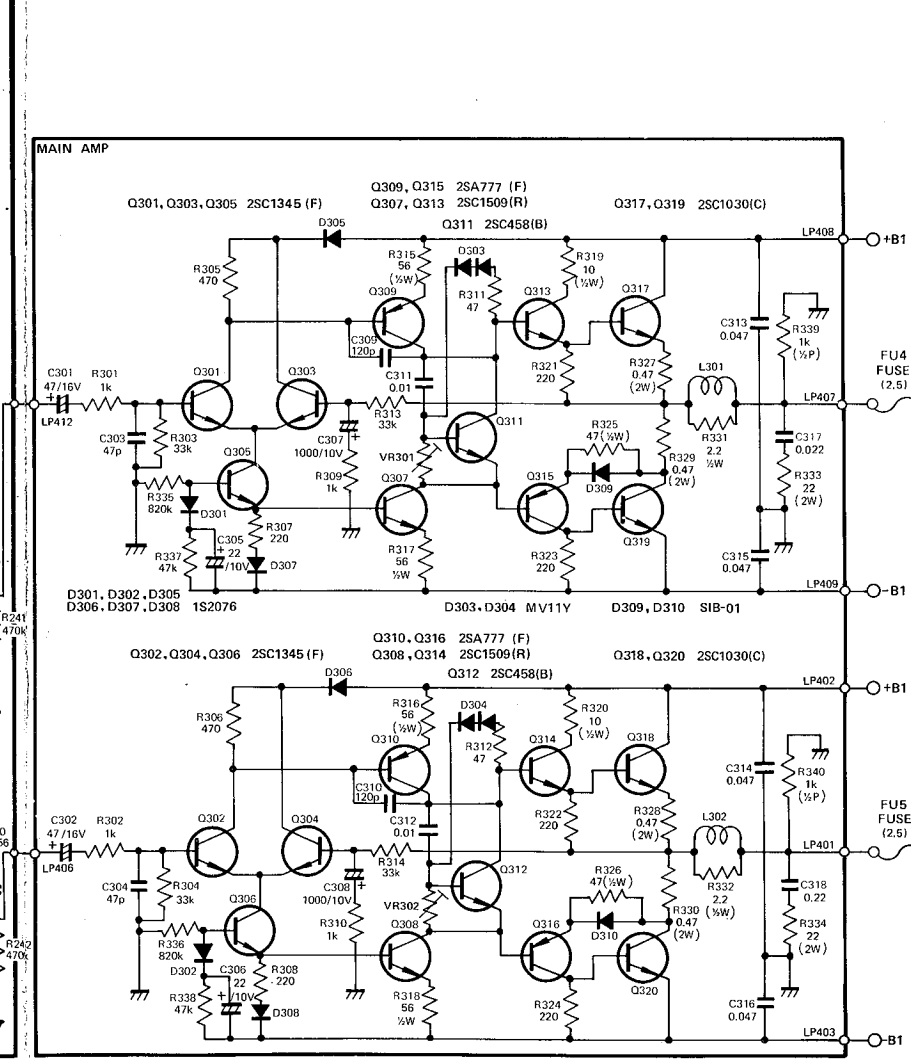 MAIN AMP
Q309, Q315 2SA777 (F)
Q301, Q303, Q305 2SC1345 (F)
Q307, Q313 2SC1509(R)
Q317, Q319 2SC1030(C)
Q311 2SC458(B)
D305
LP408
+B1
R305
470
R315
56
(½W)
D303
R319
10
(½W)
Q309
R311
47
Q313
Q317
C309
120p
C313
0.047
R339
1k
(½P)
FU4
FUSE
(2.5)
C301
47/16V
+
R301
1k
Q301
Q303
C311
0.01
R321
220
R327
0.47
(2W)
L301
LP412
LP407
C303
47p
R303
33k
C307
1000/10V
+
R313
33k
Q311
R325
47(½W)
R331
2.2
½W
C317
0.022
Q305
R309
1k
VR301
Q307
Q315
D309
R329
0.47
(2W)
R333
22
(2W)
R335
820k
D301
R307
220
Q319
R337
47k
C305
22
/10V
+
D307
R317
56
½W
R323
220
C315
0.047
LP409
-B1
D301, D302, D305
D306, D307, D308 1S2076
D303, D304 MV11Y
D309, D310 SIB-01
R241
470k
Q310, Q316 2SA777 (F)
Q302, Q304, Q306 2SC1345 (F)
Q308, Q314 2SC1509(R)
Q318, Q320 2SC1030(C)
Q312 2SC458(B)
D306
LP402
+B1
R306
470
R316
56
(½W)
D304
R320
10
(½W)
Q310
R312
47
Q314
Q318
C310
120p
C314
0.047
R340
1k
(½P)
FU5
FUSE
(2.5)
C302
47/16V
+
R302
1k
Q302
Q304
C312
0.01
R322
220
R328
0.47
(2W)
L302
LP406
LP401
C304
47p
R304
33k
C308
1000/10V
+
R314
33k
Q312
R326
47(½W)
R332
2.2
(½W)
C318
0.22
Q306
R310
1k
VR302
Q308
Q316
D310
R330
0.47
(2W)
R334
22
(2W)
R242
470k
R336
820k
D302
R308
220
Q320
R338
47k
C306
22
/10V
+
D308
R318
56
½W
R324
220
C316
0.047
LP403
-B1